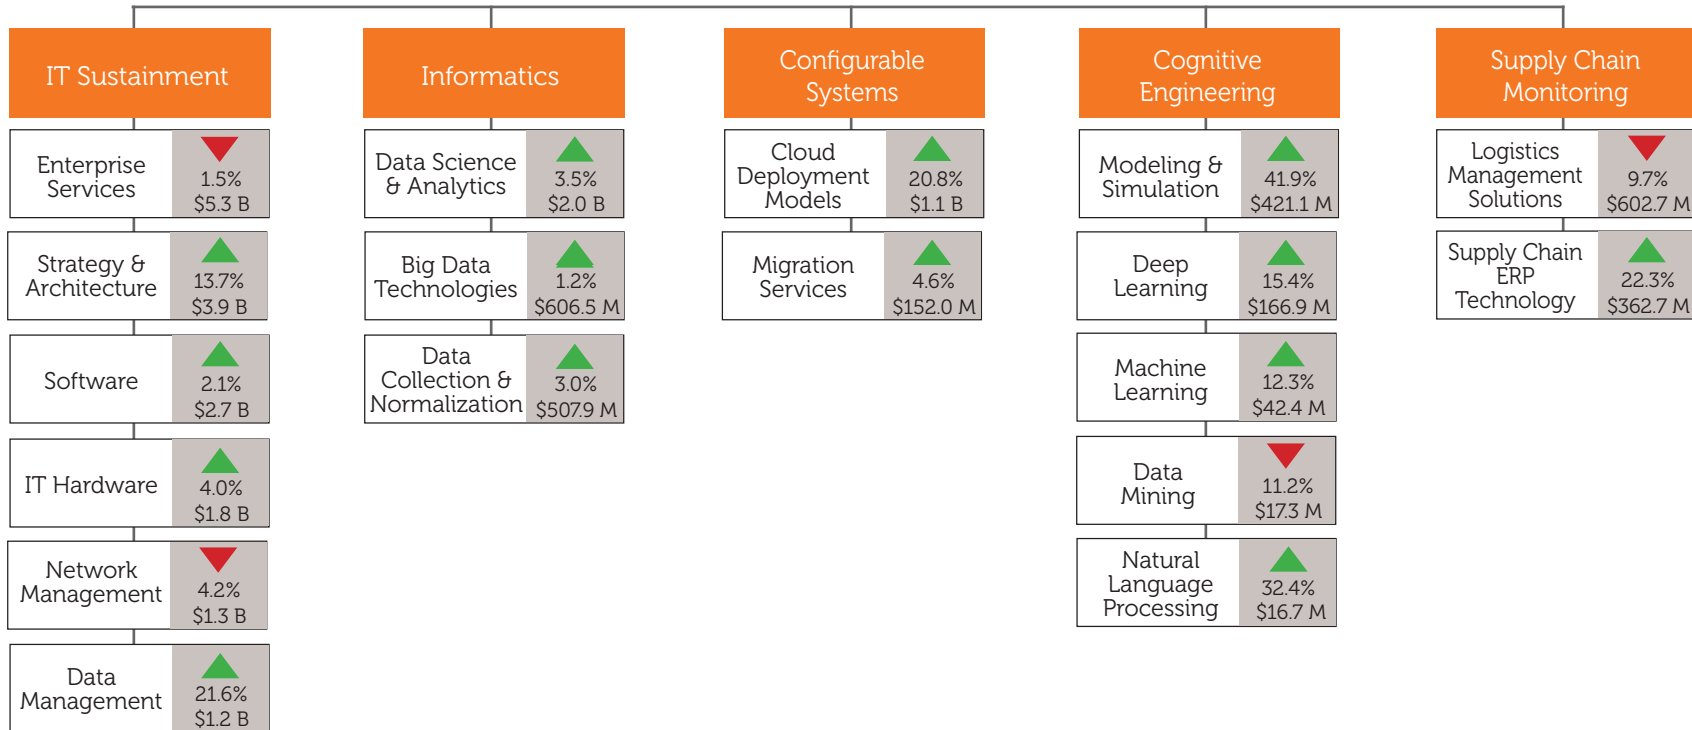 IT Sustainment
Enterprise
Services
1.5%
$5.3 B
Strategy &
Architecture
13.7%
$3.9 B
Software
2.1%
$2.7 B
IT Hardware
4.0%
$1.8 B
Network
Management
4.2%
$1.3 B
Data
Management
21.6%
$1.2 B
Informatics
Data Science
& Analytics
3.5%
$2.0 B
Big Data
Technologies
1.2%
$606.5 M
Data
Collection &
Normalization
3.0%
$507.9 M
Configurable
Systems
Cloud
Deployment
Models
20.8%
$1.1 B
Migration
Services
4.6%
$152.0 M
Cognitive
Engineering
Modeling &
Simulation
41.9%
$421.1 M
Deep
Learning
15.4%
$166.9 M
Machine
Learning
12.3%
$42.4 M
Data
Mining
11.2%
$17.3 M
Natural
Language
Processing
32.4%
$16.7 M
Supply Chain
Monitoring
Logistics
Management
Solutions
9.7%
$602.7 M
Supply Chain
ERP
Technology
22.3%
$362.7 M